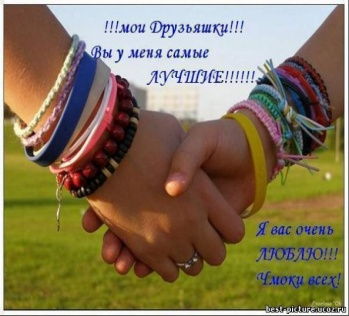 !!!мои Друзьяшки!!!
Вы у меня самые
ЛУЧШИЕ!!!!!!
Я вас очень
ЛЮБЛЮ!!!
Чмоки всех!
best-picture.ucoz.ru